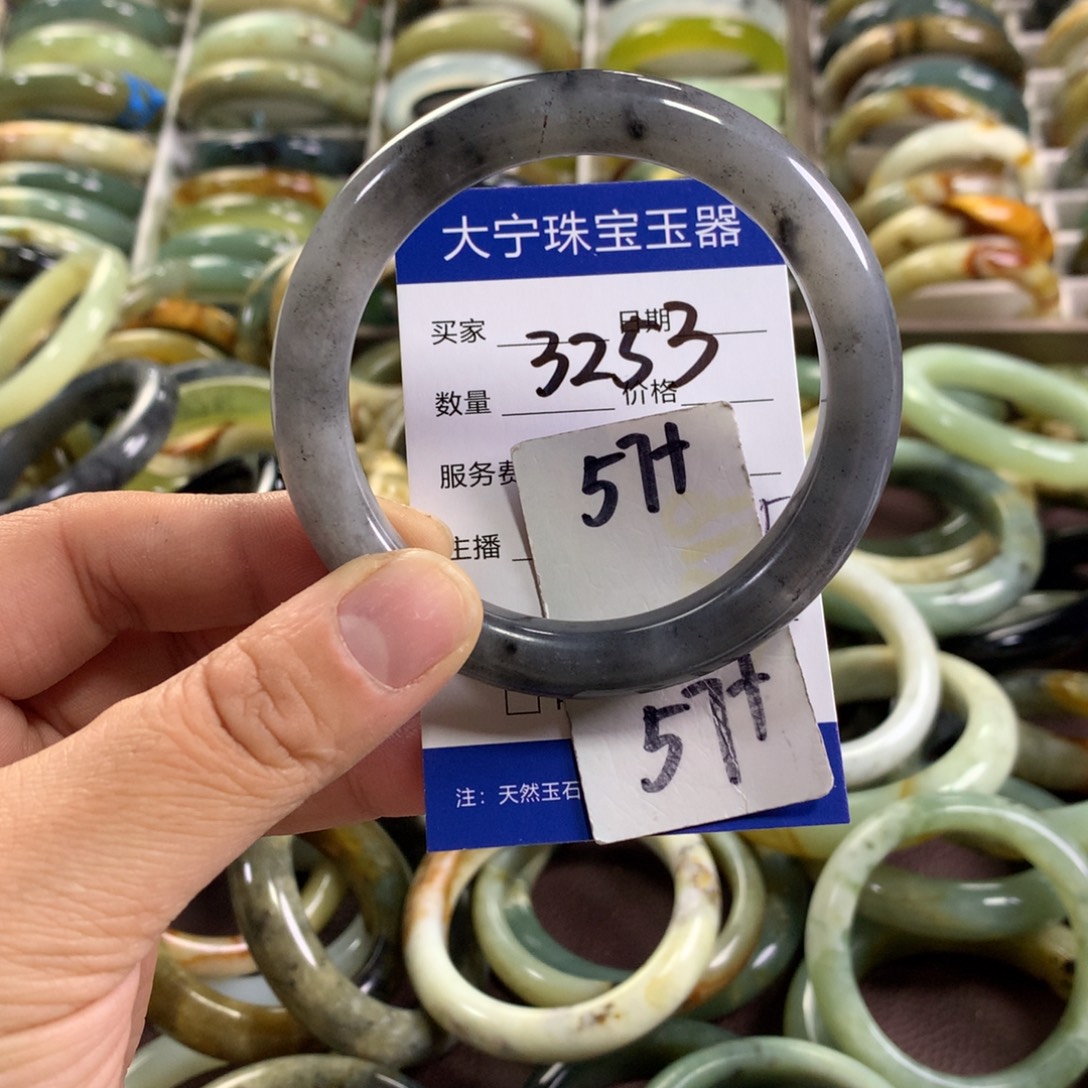 大宁珠宝玉器
买家 日期
3253
数量 价格
服务费
57H
主播
57H
注：天然玉石